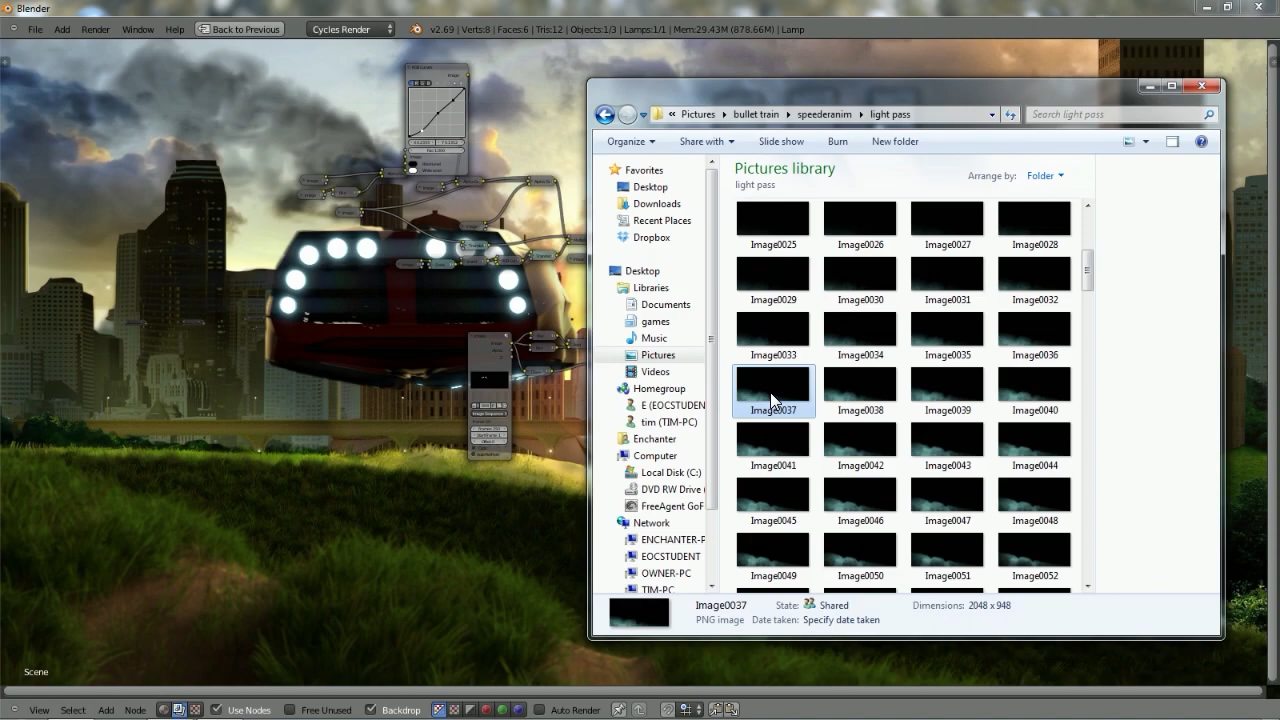 Blender
File Add Render Window Help Back to Previous Cycles Render v2.69 | Verts:8 | Faces:6 | Tris:12 | Objects:1/3 | Lamps:1/1 | Mem:29.43M (878.66M) | Lamp
« Pictures bullet train speederanim light pass Search light pass
Organize Share with Slide show Burn New folder
Favorites
Desktop
Downloads
Recent Places
Dropbox
Desktop
Libraries
Documents
games
Music
Pictures
Videos
Homegroup
E (EOCSTUDEN
tim (TIM-PC)
Enchanter
Computer
Local Disk (C:)
DVD RW Drive (
FreeAgent GoF
Network
ENCHANTER-P
EOCSTUDENT
OWNER-PC
TIM-PC
Pictures library
light pass
Arrange by: Folder
Image0025 Image0026 Image0027 Image0028
Image0029 Image0030 Image0031 Image0032
Image0033 Image0034 Image0035 Image0036
Image0037 Image0038 Image0039 Image0040
Image0041 Image0042 Image0043 Image0044
Image0045 Image0046 Image0047 Image0048
Image0049 Image0050 Image0051 Image0052
Image0037 State: Shared Dimensions: 2048 x 948
PNG image Date taken: Specify date taken
Scene
View Select Add Node Use Nodes Free Unused Backdrop Auto Render